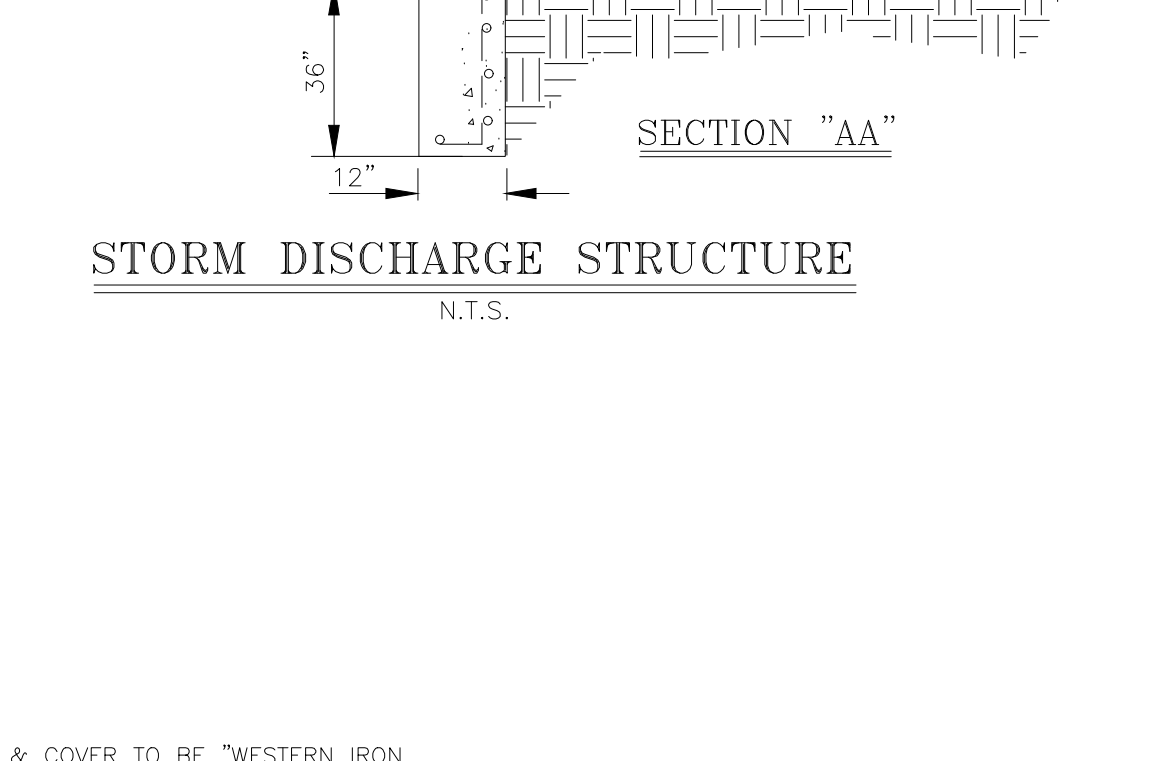 36"
SECTION "AA"
12"
STORM DISCHARGE STRUCTURE
N.T.S.
& COVER TO BE "WESTERN IRON